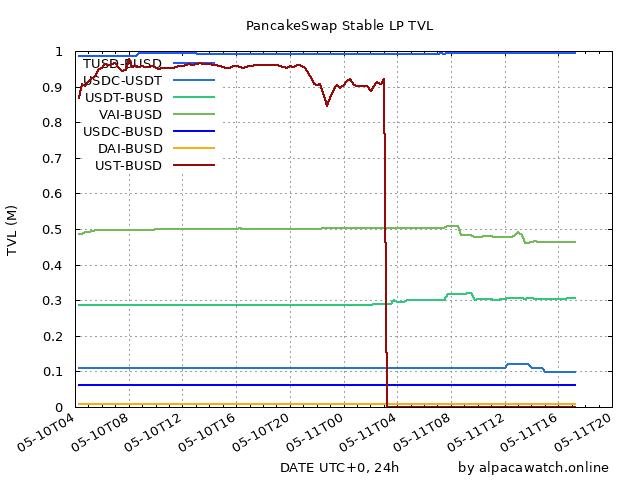 PancakeSwap Stable LP TVL
TVL (M)
1
0.9
0.8
0.7
0.6
0.5
0.4
0.3
0.2
0.1
0
TUSD-BUSD
USDC-USDT
USDT-BUSD
VAI-BUSD
USDC-BUSD
DAI-BUSD
UST-BUSD
05-10T04
05-10T08
05-10T12
05-10T16
05-10T20
05-11T00
05-11T04
05-11T08
05-11T12
05-11T16
05-11T20
DATE UTC+0, 24h
by alpacawatch.online